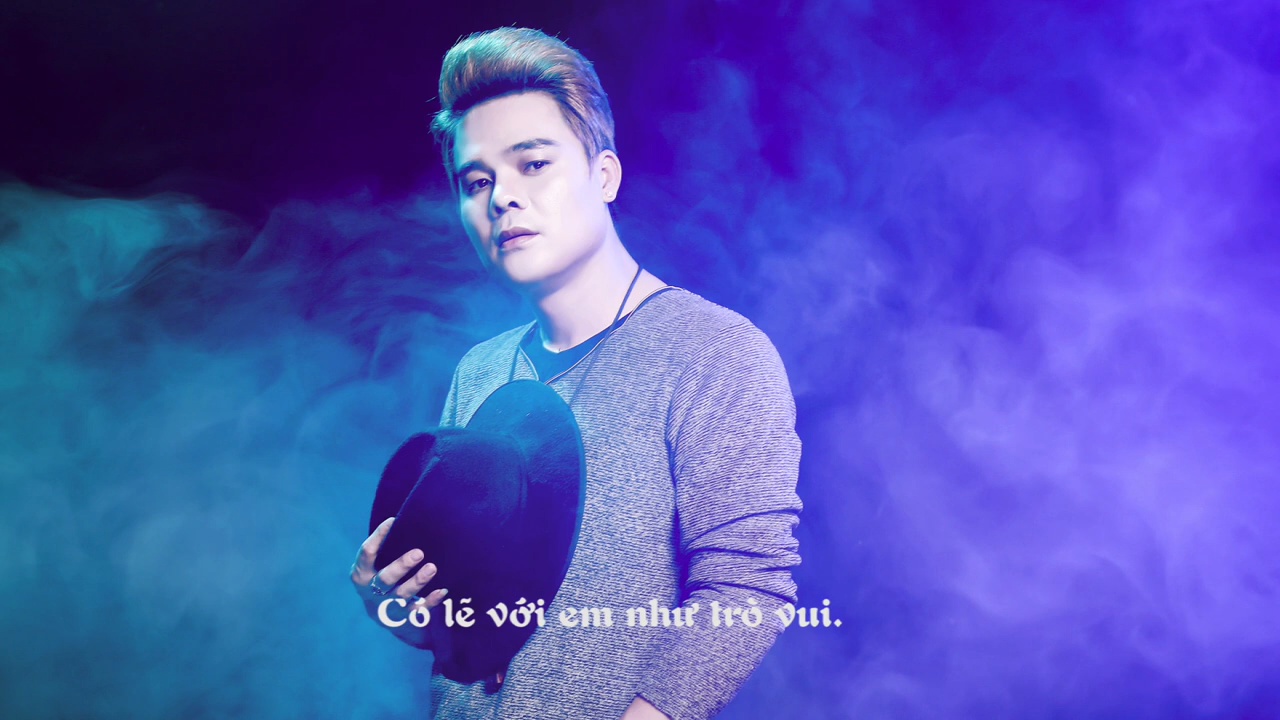 Có lẽ với em như trò vui.